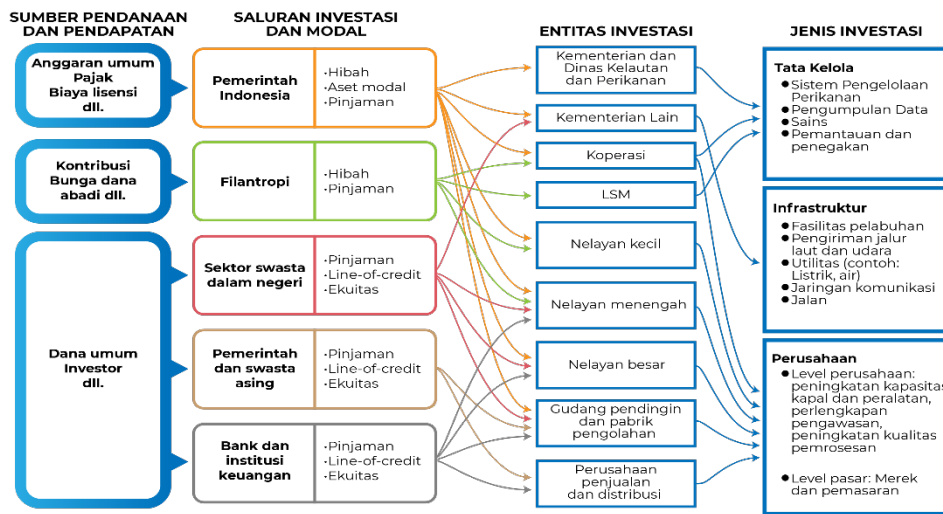 SUMBER PENDANAAN
DAN PENDAPATAN
Anggaran umum
Pajak
Biaya lisensi
dll.
Kontribusi
Bunga dana
abadi dll.
Dana umum
Investor
dll.
SALURAN INVESTASI
DAN MODAL
Pemerintah
Indonesia
•Hibah
•Aset modal
•Pinjaman
Filantropi
•Hibah
•Pinjaman
Sektor swasta
dalam negeri
•Pinjaman
•Line-of-credit
•Ekuitas
Pemerintah
dan swasta
asing
•Pinjaman
•Line-of-credit
•Ekuitas
Bank dan
institusi
keuangan
•Pinjaman
•Line-of-credit
•Ekuitas
ENTITAS INVESTASI
Kementerian dan
Dinas Kelautan
dan Perikanan
Kementerian Lain
Koperasi
LSM
Nelayan kecil
Nelayan menengah
Nelayan besar
Gudang pendingin
dan pabrik
pengolahan
Perusahaan
penjualan
dan distribusi
JENIS INVESTASI
Tata Kelola
●Sistem Pengelolaan
Perikanan
●Pengumpulan Data
●Sains
●Pemantauan dan
penegakan
Infrastruktur
●Fasilitas pelabuhan
●Pengiriman jalur
laut dan udara
●Utilitas (contoh:
Listrik, air)
●Jaringan komunikasi
●Jalan
Perusahaan
●Level perusahaan:
peningkatan kapasitas
kapal dan peralatan,
perlengkapan
pengawasan,
peningkatan kualitas
pemrosesan
●Level pasar: Merek
dan pemasaran